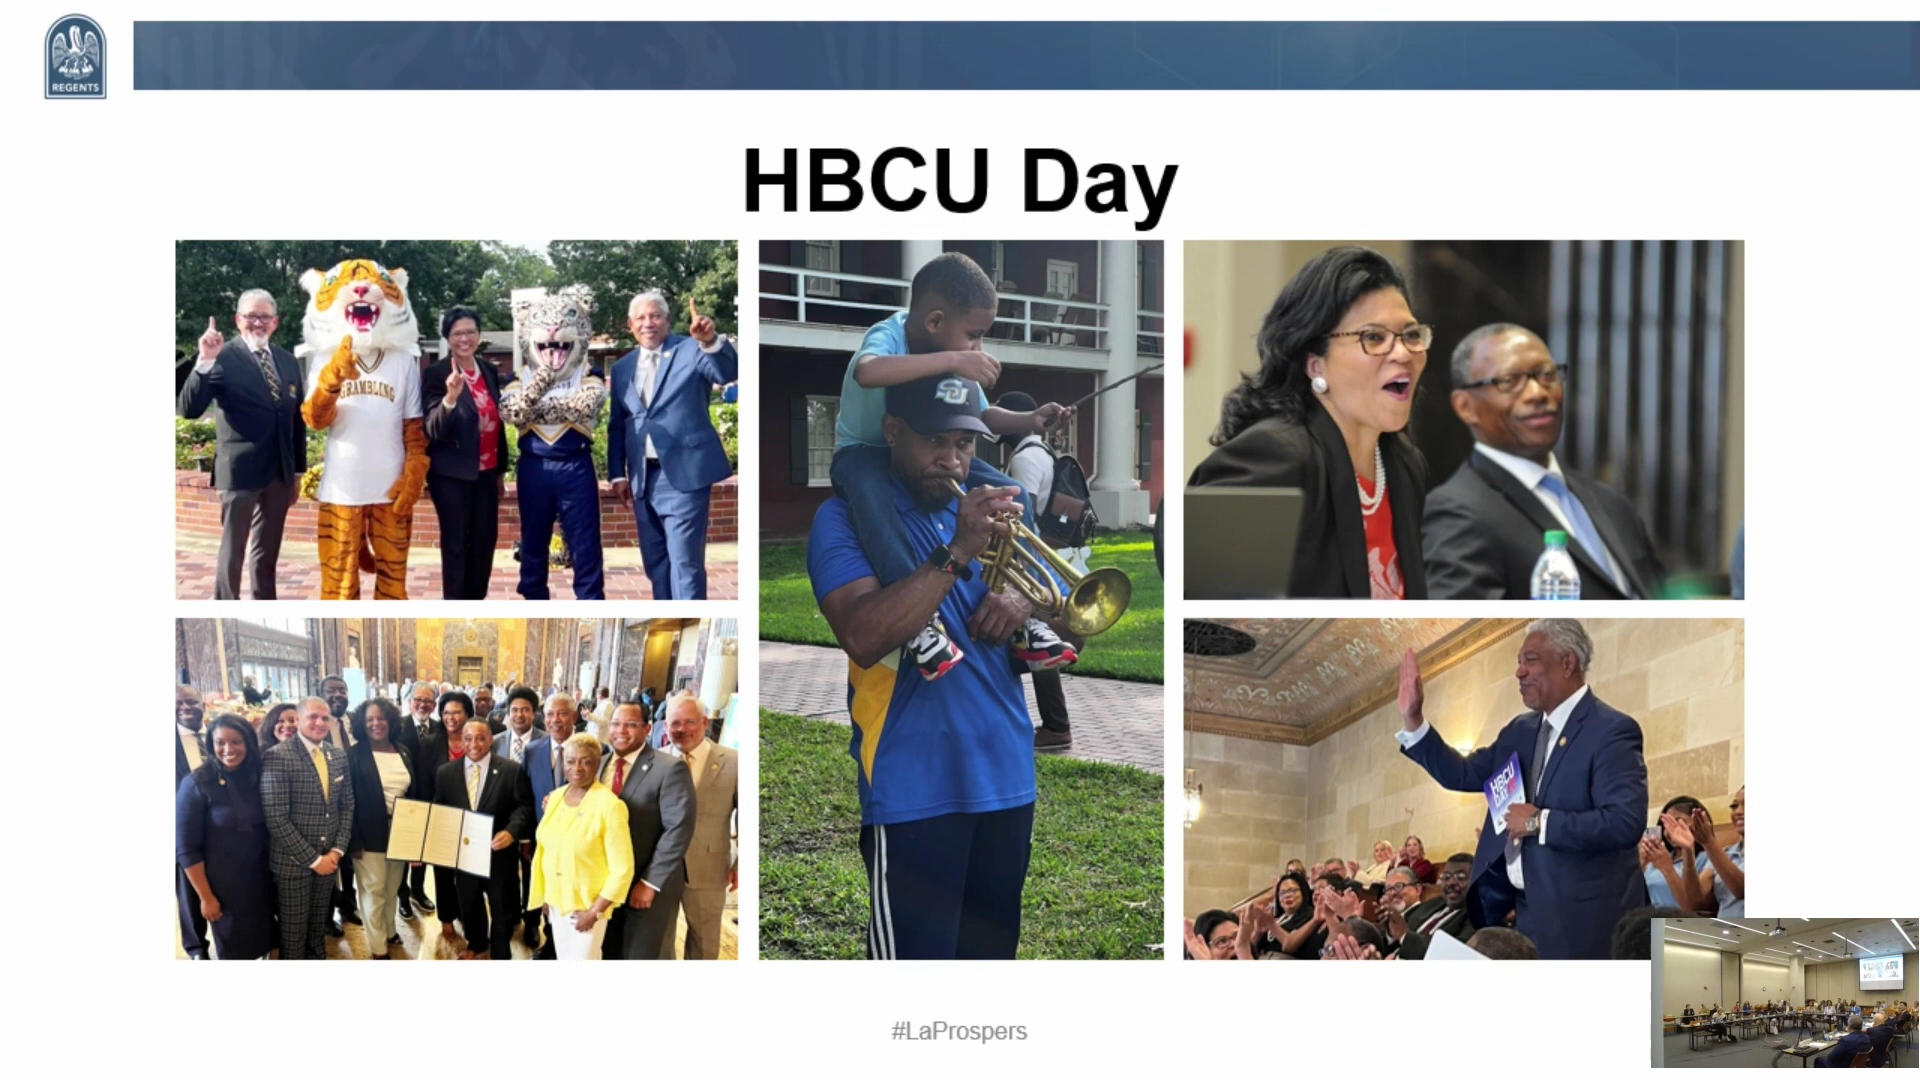 REGENTS
HBCU Day
GRAMBLING
SU
HBCU
DAY
#LaProspers